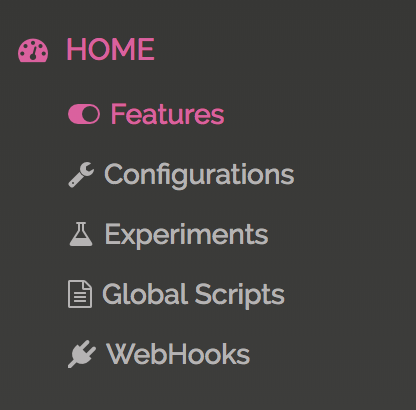 HOME
Features
Configurations
Experiments
Global Scripts
WebHooks